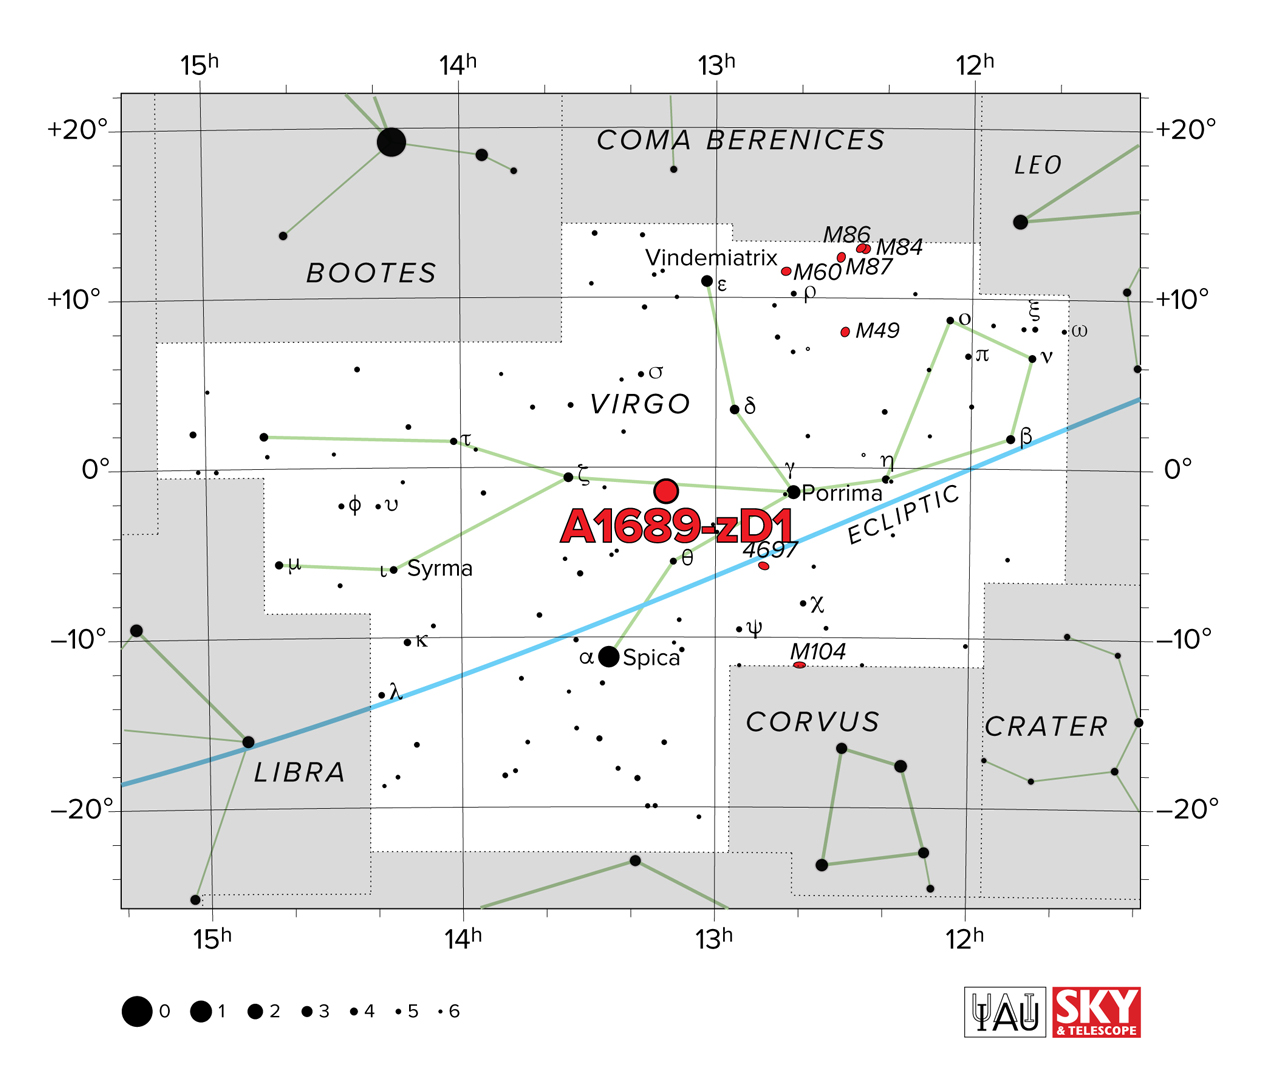 15h 14h 13h 12h
+20° +20°
COMA BERENICES
LEO
M86 M84
Vindemiatrix
M87
ε M60
BOOTES
ρ
+10° +10°
ο ξ ω
M49
π ν
σ
VIRGO δ
τ β
0° ζ γ η 0°
Porrima
φ υ ECLIPTIC
A1689-zD1
4697
μ ι Syrma θ
χ
ψ
−10° κ −10°
α Spica M104
λ
CORVUS CRATER
LIBRA
−20° −20°
15h 14h 13h 12h
0 1 2 3 4 5 6
IAU
SKY
& TELESCOPE